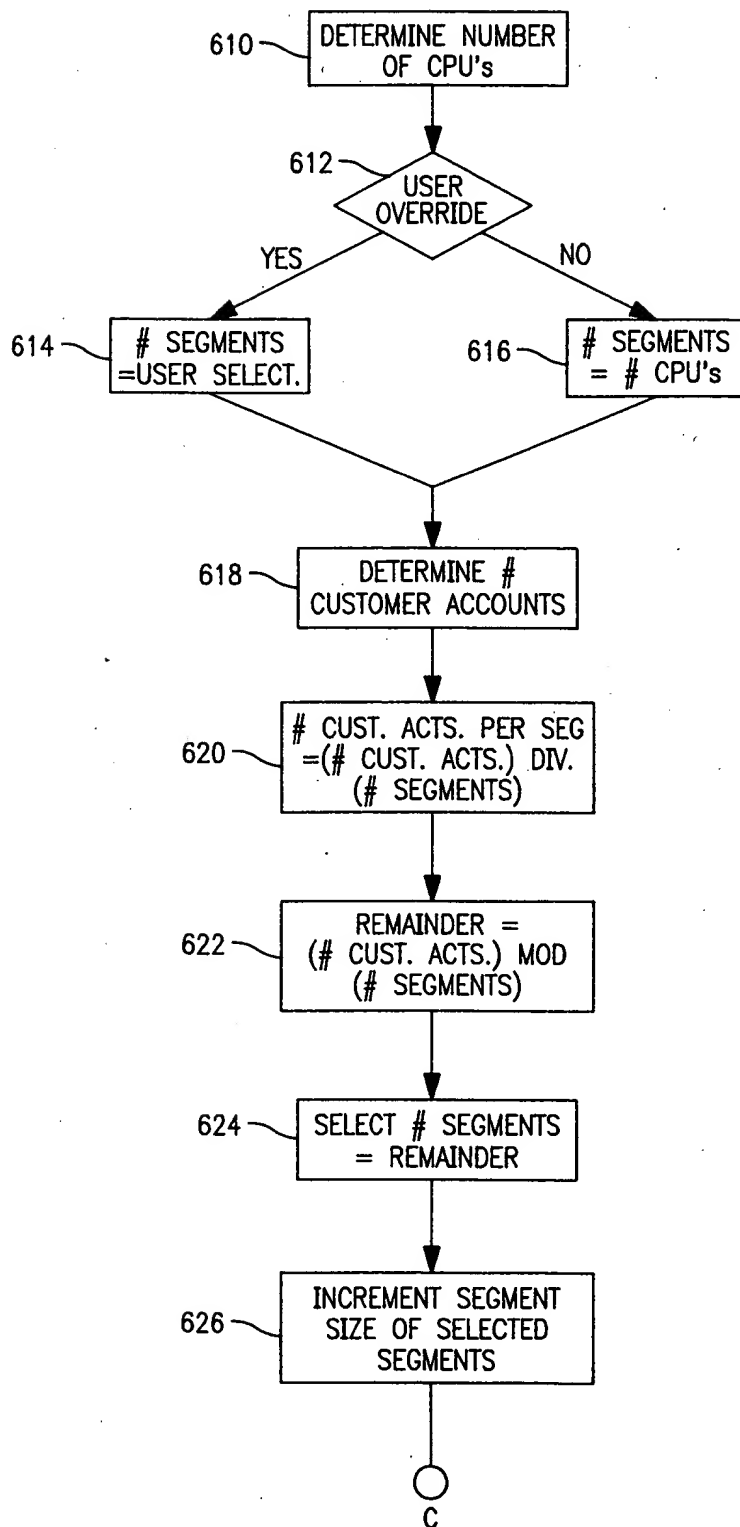 610
DETERMINE NUMBER
OF CPU's
612
USER
OVERRIDE
YES
NO
614
# SEGMENTS
=USER SELECT.
616
# SEGMENTS
= # CPU's
618
DETERMINE #
CUSTOMER ACCOUNTS
620
# CUST. ACTS. PER SEG
=(# CUST. ACTS.) DIV.
(# SEGMENTS)
622
REMAINDER =
(# CUST. ACTS.) MOD
(# SEGMENTS)
624
SELECT # SEGMENTS
= REMAINDER
626
INCREMENT SEGMENT
SIZE OF SELECTED
SEGMENTS
C